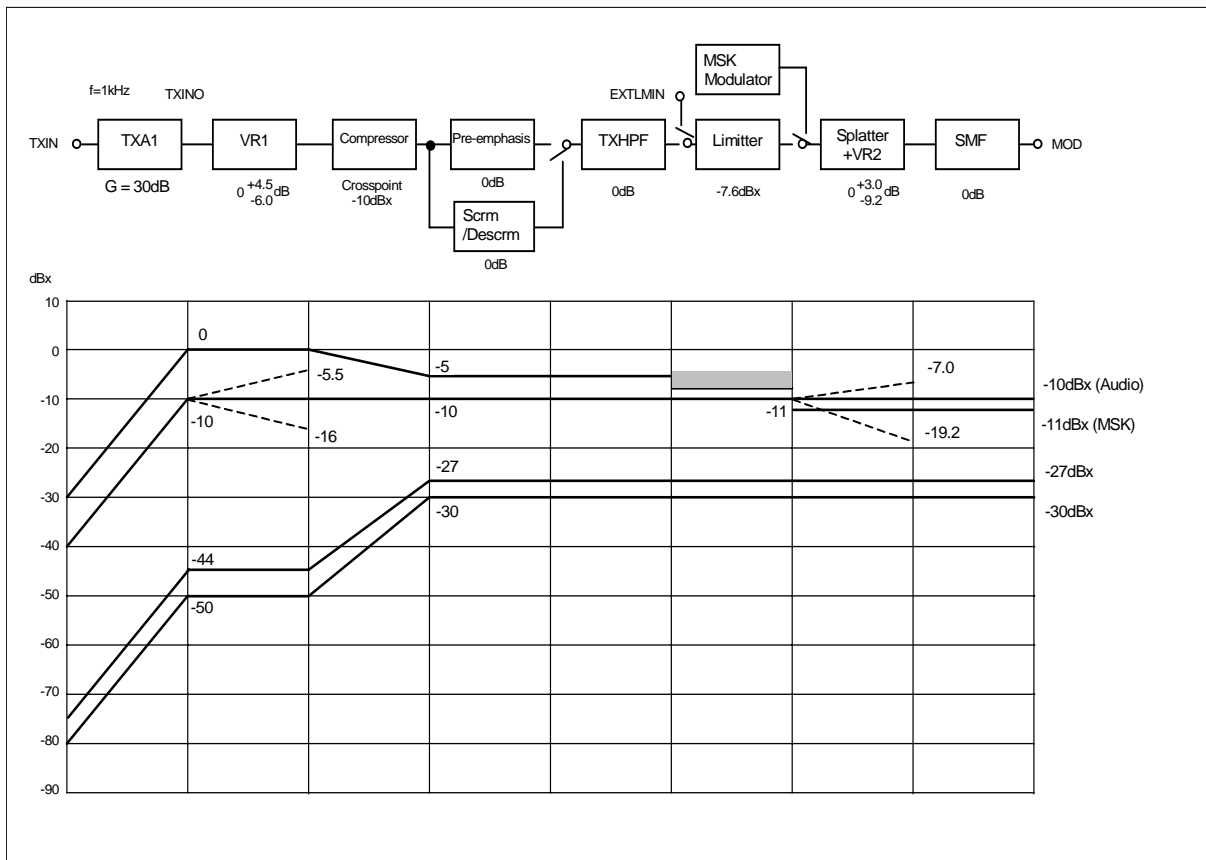 MSK
Modulator
f=1kHz
TXINO
EXTLMIN
TXIN
TXA1
VR1
Compressor
Pre-emphasis
TXHPF
Limitter
Splatter
+VR2
SMF
MOD
G = 30dB
0 +4.5 -6.0 dB
Crosspoint
-10dBx
0dB
0dB
-7.6dBx
0 +3.0 -9.2 dB
0dB
Scrm
/Descrm
0dB
dBx
10
0
0
-5
-5.5
-7.0
-10dBx (Audio)
-10
-10
-10
-11
-11dBx (MSK)
-16
-19.2
-20
-27
-27dBx
-30
-30
-30dBx
-40
-44
-50
-50
-60
-70
-80
-90